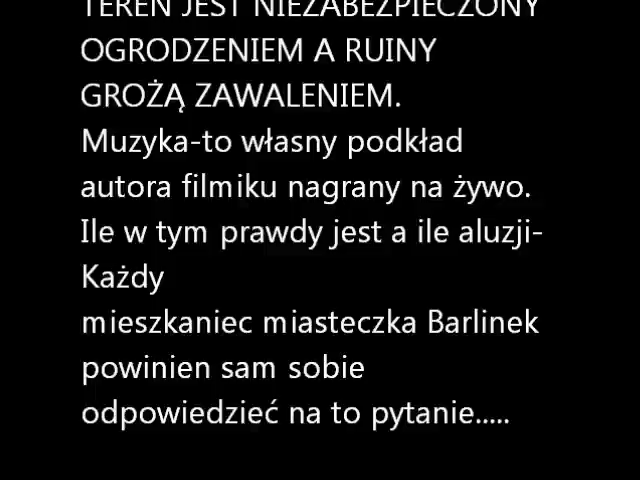 TEREN JEST NIEZABEZPIECZONY
OGRODZENIEM A RUINY
GROŻĄ ZAWALENIEM.
Muzyka-to własny podkład
autora filmiku nagrany na żywo.
Ile w tym prawdy jest a ile aluzji-
Każdy
mieszkaniec miasteczka Barlinek
powinien sam sobie
odpowiedzieć na to pytanie.....